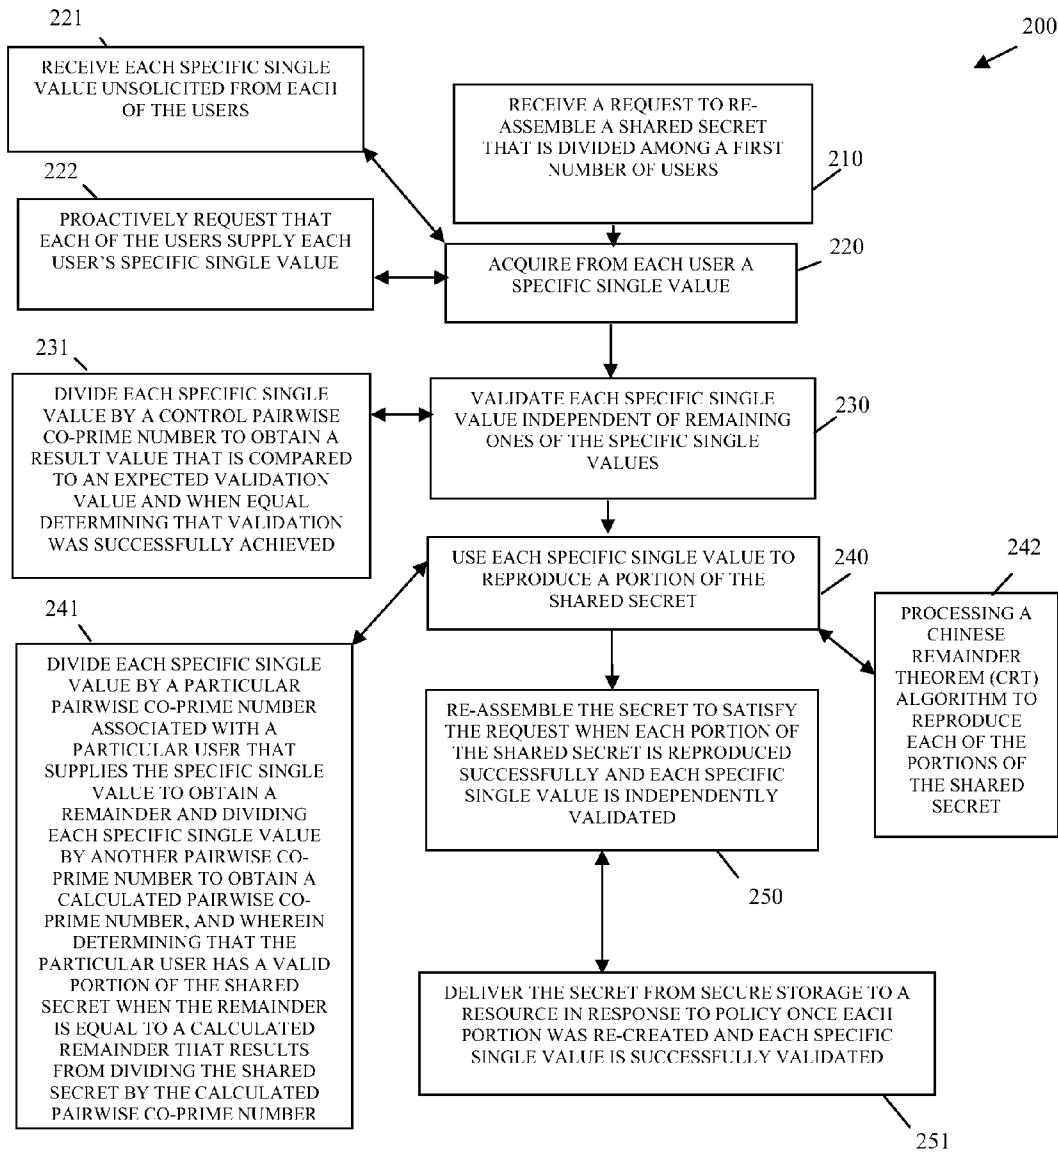 200
221
RECEIVE EACH SPECIFIC SINGLE
VALUE UNSOLICITED FROM EACH
OF THE USERS
RECEIVE A REQUEST TO RE-
ASSEMBLE A SHARED SECRET
THAT IS DIVIDED AMONG A FIRST
NUMBER OF USERS
210
222
PROACTIVELY REQUEST THAT
EACH OF THE USERS SUPPLY EACH
USER'S SPECIFIC SINGLE VALUE
220
ACQUIRE FROM EACH USER A
SPECIFIC SINGLE VALUE
231
DIVIDE EACH SPECIFIC SINGLE
VALUE BY A CONTROL PAIRWISE
CO-PRIME NUMBER TO OBTAIN A
RESULT VALUE THAT IS COMPARED
TO AN EXPECTED VALIDATION
VALUE AND WHEN EQUAL
DETERMINING THAT VALIDATION
WAS SUCCESSFULLY ACHIEVED
VALIDATE EACH SPECIFIC SINGLE
VALUE INDEPENDENT OF REMAINING
ONES OF THE SPECIFIC SINGLE
VALUES
230
USE EACH SPECIFIC SINGLE VALUE TO
REPRODUCE A PORTION OF THE
SHARED SECRET
240
242
PROCESSING A
CHINESE
REMAINDER
THEOREM (CRT)
ALGORITHM TO
REPRODUCE
EACH OF THE
PORTIONS OF
THE SHARED
SECRET
241
DIVIDE EACH SPECIFIC SINGLE
VALUE BY A PARTICULAR
PAIRWISE CO-PRIME NUMBER
ASSOCIATED WITH A
PARTICULAR USER THAT
SUPPLIES THE SPECIFIC SINGLE
VALUE TO OBTAIN A
REMAINDER AND DIVIDING
EACH SPECIFIC SINGLE VALUE
BY ANOTHER PAIRWISE CO-
PRIME NUMBER TO OBTAIN A
CALCULATED PAIRWISE CO-
PRIME NUMBER, AND WHEREIN
DETERMINING THAT THE
PARTICULAR USER HAS A VALID
PORTION OF THE SHARED
SECRET WHEN THE REMAINDER
IS EQUAL TO A CALCULATED
REMAINDER THAT RESULTS
FROM DIVIDING THE SHARED
SECRET BY THE CALCULATED
PAIRWISE CO-PRIME NUMBER
RE-ASSEMBLE THE SECRET TO SATISFY
THE REQUEST WHEN EACH PORTION OF
THE SHARED SECRET IS REPRODUCED
SUCCESSFULLY AND EACH SPECIFIC
SINGLE VALUE IS INDEPENDENTLY
VALIDATED
250
DELIVER THE SECRET FROM SECURE STORAGE TO A
RESOURCE IN RESPONSE TO POLICY ONCE EACH
PORTION WAS RE-CREATED AND EACH SPECIFIC
SINGLE VALUE IS SUCCESSFULLY VALIDATED
251